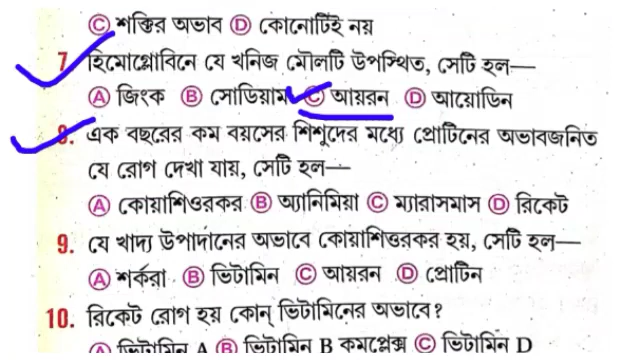 Ⓒ শক্তির অভাব Ⓓ কোনোটিই নয়
7. হিমোগ্লোবিনে যে খনিজ মৌলটি উপস্থিত, সেটি হল—
Ⓐ জিংক Ⓑ সোডিয়াম Ⓒ আয়রন Ⓓ আয়োডিন
8. এক বছরের কম বয়সের শিশুদের মধ্যে প্রোটিনের অভাবজনিত
যে রোগ দেখা যায়, সেটি হল—
Ⓐ কোয়াশিওরকর Ⓑ অ্যানিমিয়া Ⓒ ম্যারাসমাস Ⓓ রিকেট
9. যে খাদ্য উপাদানের অভাবে কোয়াশিওরকর হয়, সেটি হল—
Ⓐ শর্করা Ⓑ ভিটামিন Ⓒ আয়রন Ⓓ প্রোটিন
10. রিকেট রোগ হয় কোন্ ভিটামিনের অভাবে?
Ⓐ ভিটামিন A Ⓑ ভিটামিন B কমপ্লেক্স Ⓒ ভিটামিন D